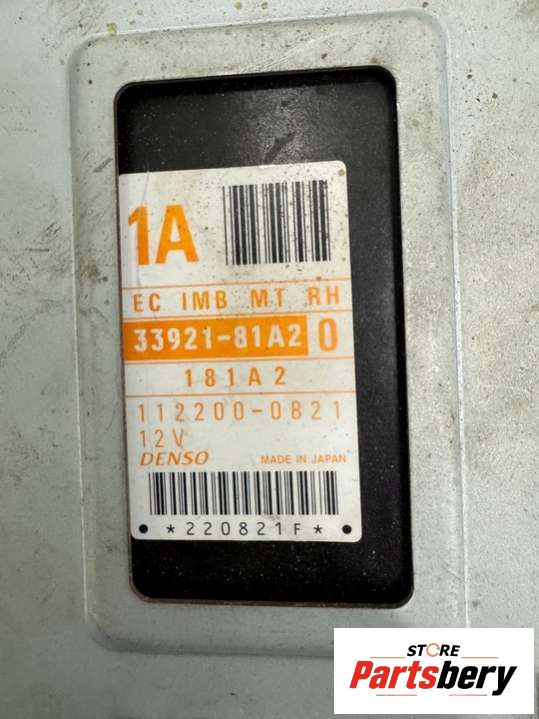 1A
EC IMB MT RH
33921-81A2 0
181A2
112200-0821
12V
DENSO MADE IN JAPAN
*220821F*
STORE
Partsbery